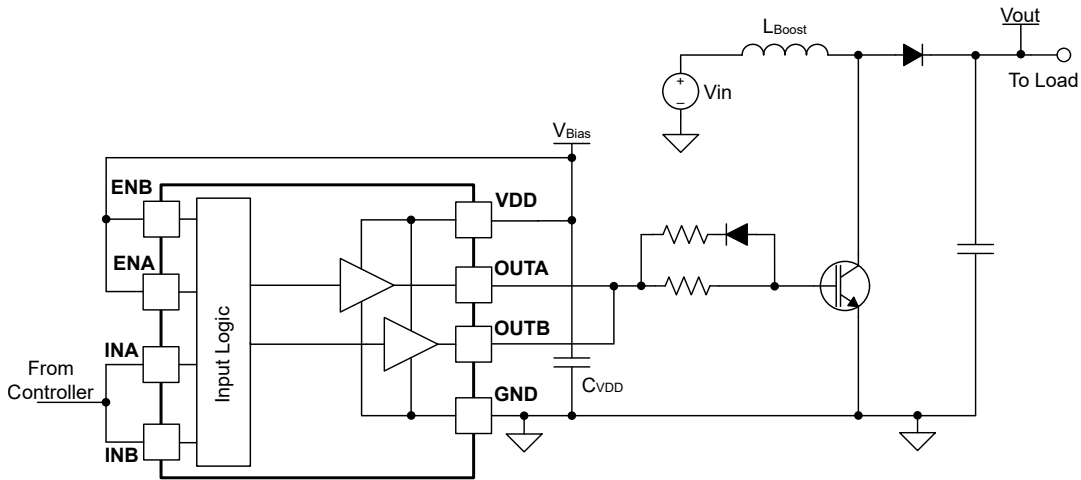 Vout
LBoost
To Load
+
Vin
−
VBias
ENB
VDD
ENA
OUTA
OUTB
INA
Input Logic
From
Controller
CVDD
GND
INB